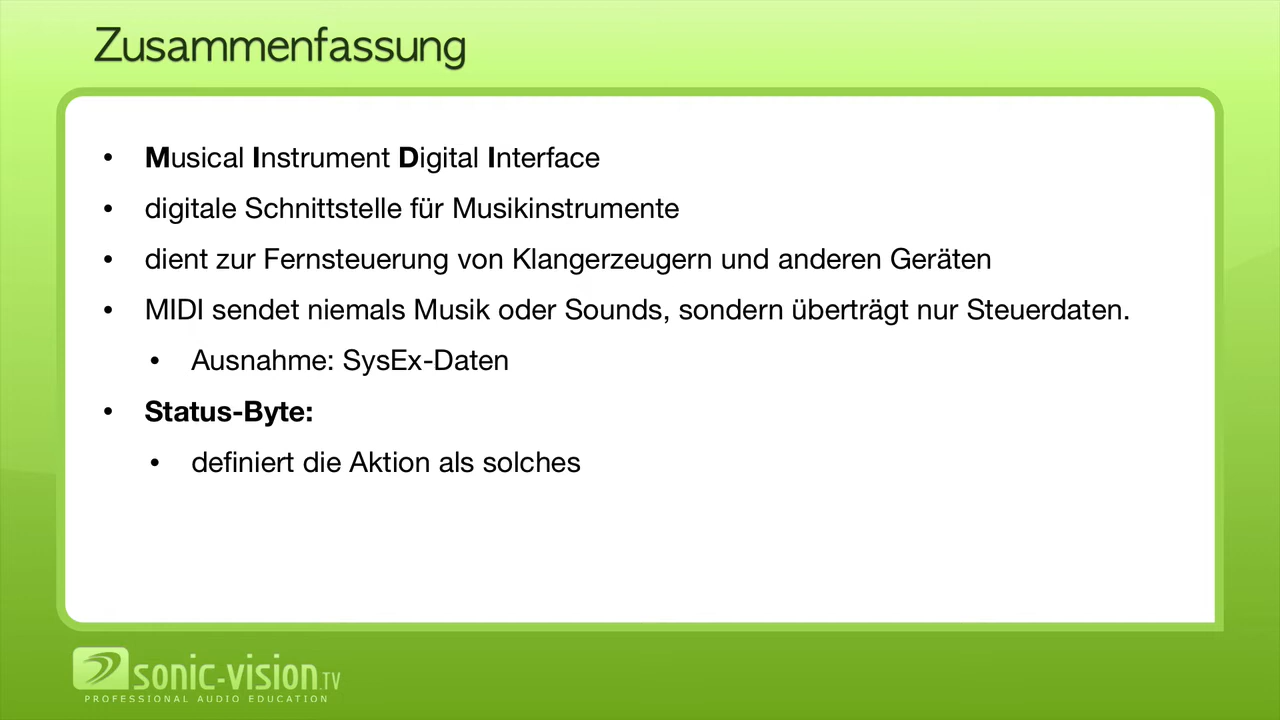 Zusammenfassung
• Musical Instrument Digital Interface
• digitale Schnittstelle für Musikinstrumente
• dient zur Fernsteuerung von Klangerzeugern und anderen Geräten
• MIDI sendet niemals Musik oder Sounds, sondern überträgt nur Steuerdaten.
• Ausnahme: SysEx-Daten
• Status-Byte:
• definiert die Aktion als solches
sonic-vision.TV
PROFESSIONAL AUDIO EDUCATION